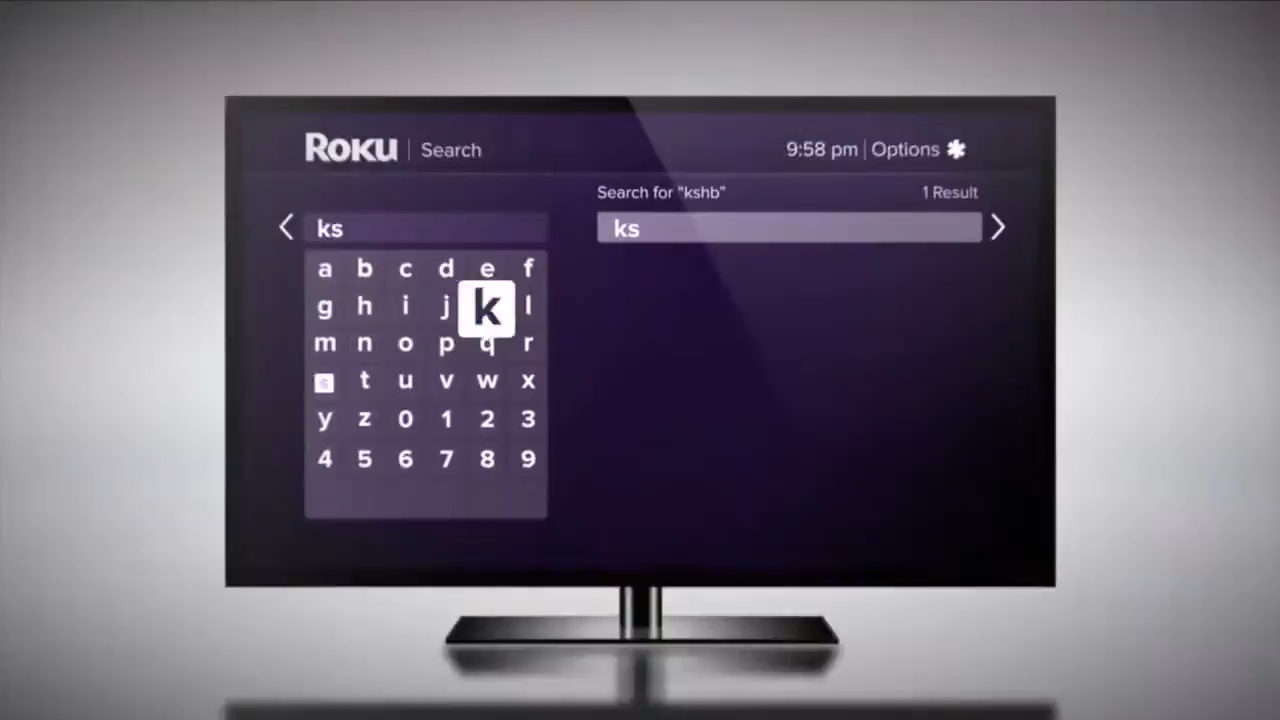 Roku | Search
9:58 pm | Options *
Search for "kshb"
1 Result
ks
ks
a b c d e f
g h i j k l
m n o p q r
s t u v w x
y z 0 1 2 3
4 5 6 7 8 9